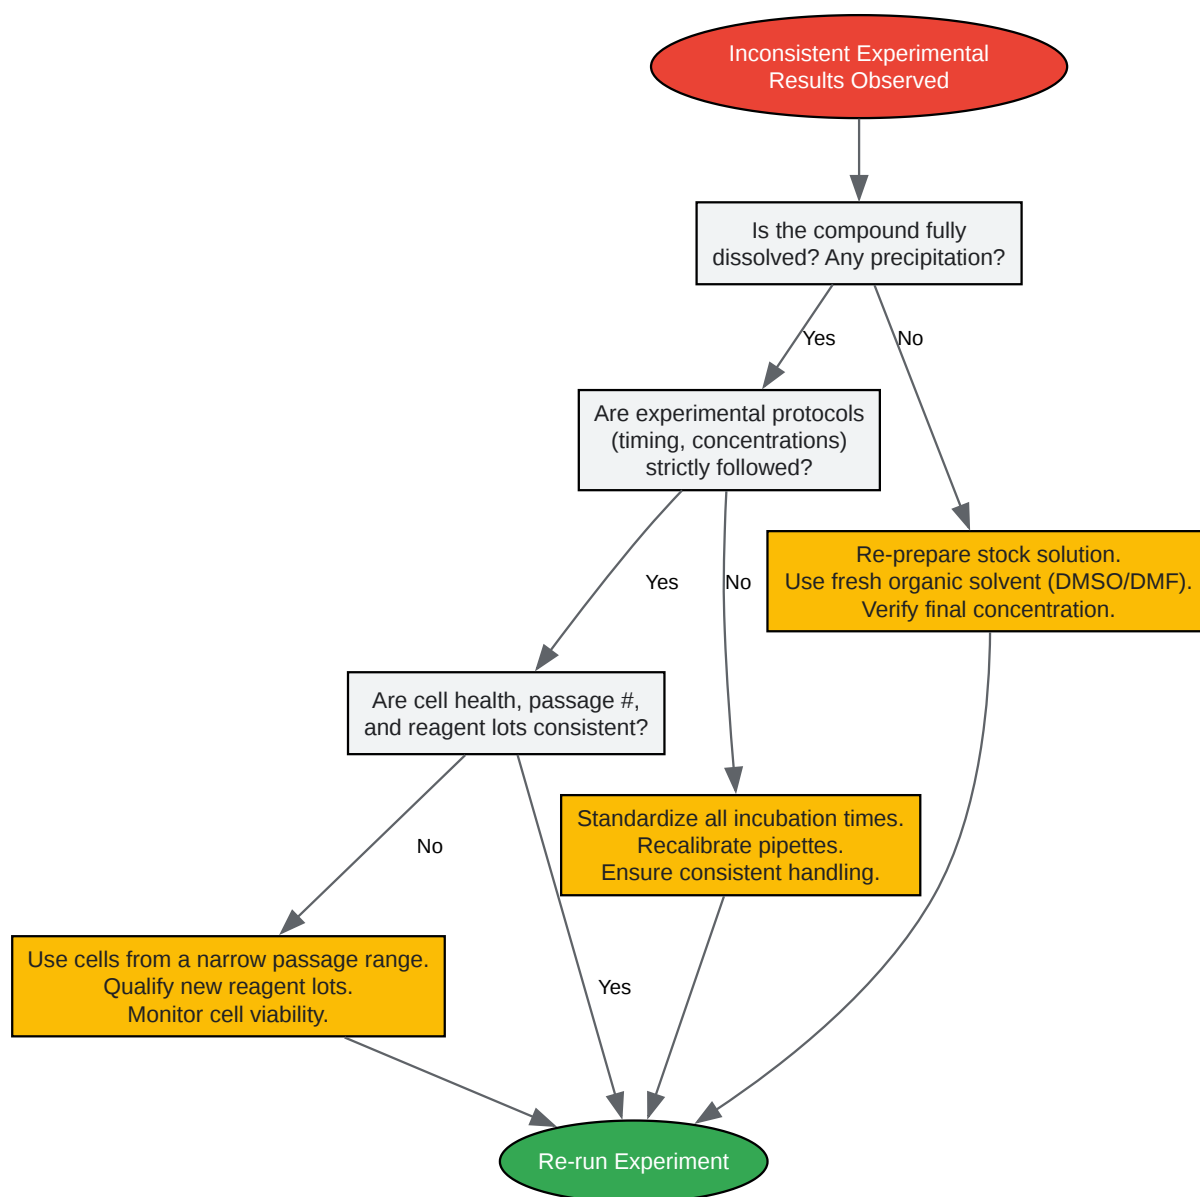 Inconsistent Experimental
Results Observed
Is the compound fully
dissolved? Any precipitation?
Yes
No
Are experimental protocols
(timing, concentrations)
strictly followed?
Re-prepare stock solution.
Use fresh organic solvent (DMSO/DMF).
Verify final concentration.
Yes
No
Are cell health, passage #,
and reagent lots consistent?
Standardize all incubation times.
Recalibrate pipettes.
Ensure consistent handling.
No
Use cells from a narrow passage range.
Qualify new reagent lots.
Monitor cell viability.
Yes
Re-run Experiment